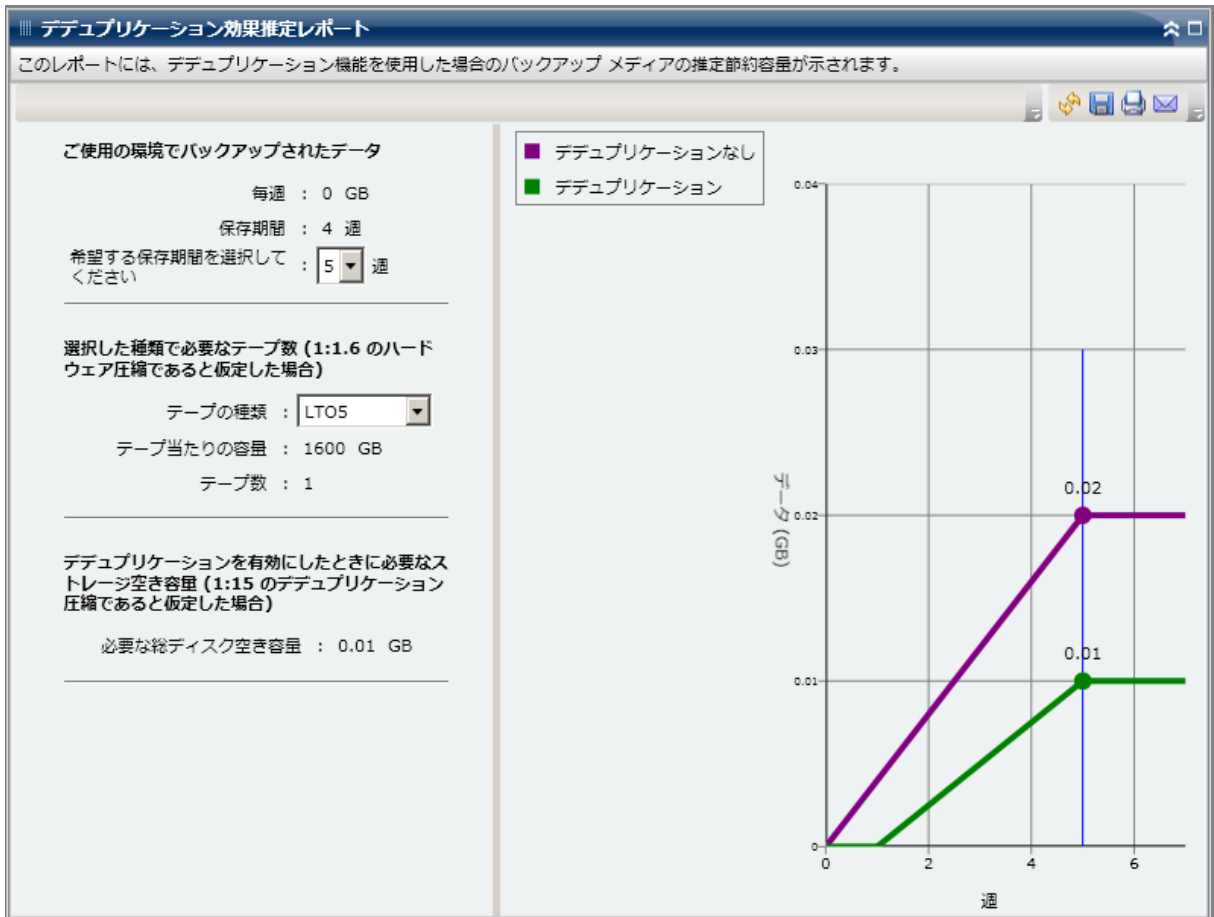 デデュプリケーション効果推定レポート
このレポートには、デデュプリケーション機能を使用した場合のバックアップ メディアの推定節約容量が示されます。
ご使用の環境でバックアップされたデータ
毎週 : 0 GB
保存期間 : 4 週
希望する保存期間を選択して
ください : 5 週
選択した種類で必要なテープ数 (1:1.6 のハード
ウェア圧縮であると仮定した場合)
テープの種類 : LTO5
テープ当たりの容量 : 1600 GB
テープ数 : 1
デデュプリケーションを有効にしたときに必要なス
トレージ空き容量 (1:15 のデデュプリケーション
圧縮であると仮定した場合)
必要な総ディスク空き容量 : 0.01 GB
デデュプリケーションなし
デデュプリケーション
0.04
0.03
0.02
0.01
0
データ (GB)
0.02
0.01
0 2 4 6
週